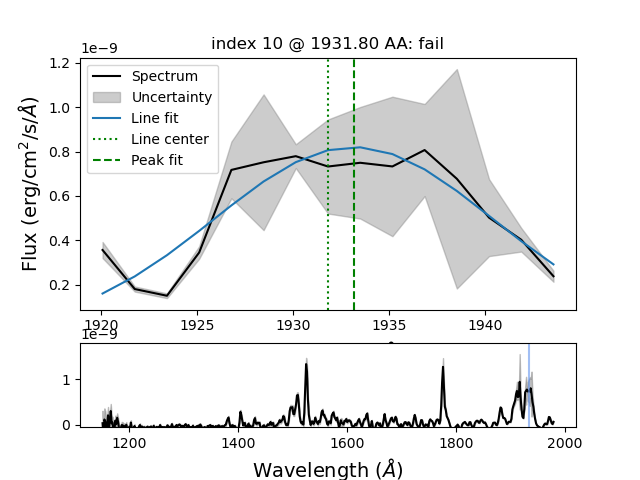 index 10 @ 1931.80 AA: fail
1e−9
1.2
1.0
0.8
0.6
0.4
0.2
Flux (erg/cm²/s/Å)
Spectrum
Uncertainty
Line fit
Line center
Peak fit
1920
1925
1930
1935
1940
1e−9
1
0
1200
1400
1600
1800
2000
Wavelength (Å)